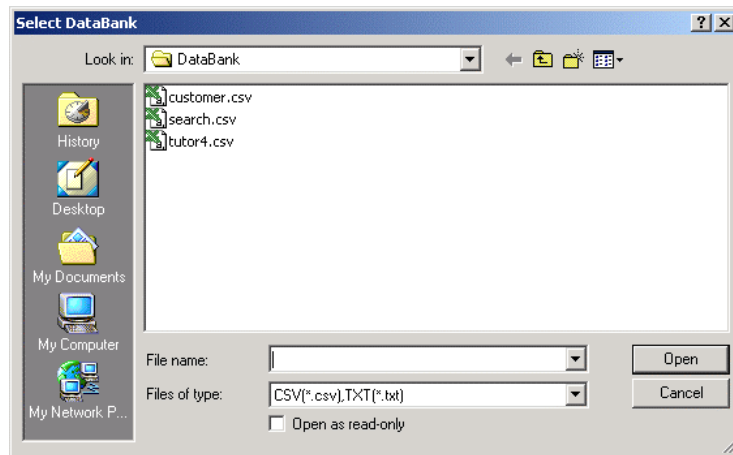 Select DataBank
Look in:
DataBank
History
Desktop
My Documents
My Computer
My Network P...
customer.csv
search.csv
tutor4.csv
File name:
Open
Files of type:
CSV(*.csv),TXT(*.txt)
Cancel
Open as read-only